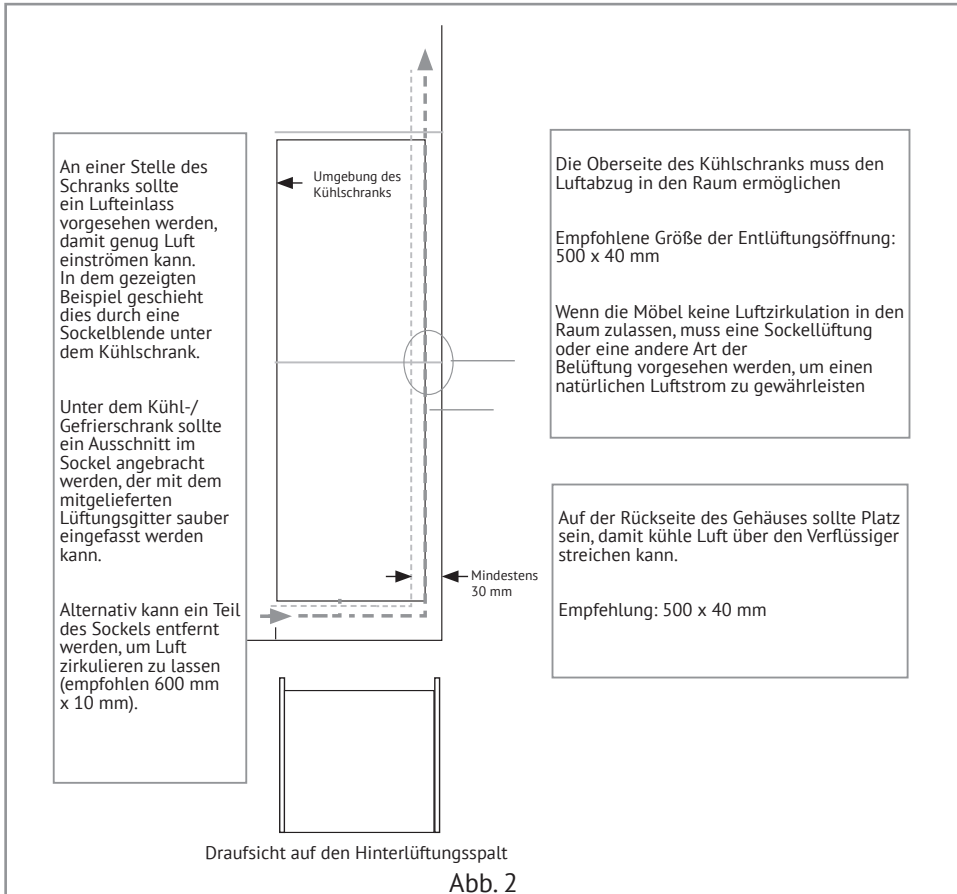 An einer Stelle des
Schranks sollte
ein Lufteinlass
vorgesehen werden,
damit genug Luft
einströmen kann.
In dem gezeigten
Beispiel geschieht
dies durch eine
Sockelblende unter
dem Kühlschrank.
Unter dem Kühl-/
Gefrierschrank sollte
ein Ausschnitt im
Sockel angebracht
werden, der mit dem
mitgelieferten
Lüftungsgitter sauber
eingefasst werden
kann.
Alternativ kann ein Teil
des Sockels entfernt
werden, um Luft
zirkulieren zu lassen
(empfohlen 600 mm
x 10 mm).
Umgebung des
Kühlschranks
Mindestens
30 mm
Die Oberseite des Kühlschranks muss den
Luftabzug in den Raum ermöglichen
Empfohlene Größe der Entlüftungsöffnung:
500 x 40 mm
Wenn die Möbel keine Luftzirkulation in den
Raum zulassen, muss eine Sockellüftung
oder eine andere Art der
Belüftung vorgesehen werden, um einen
natürlichen Luftstrom zu gewährleisten
Auf der Rückseite des Gehäuses sollte Platz
sein, damit kühle Luft über den Verflüssiger
streichen kann.
Empfehlung: 500 x 40 mm
Draufsicht auf den Hinterlüftungsspalt
Abb. 2